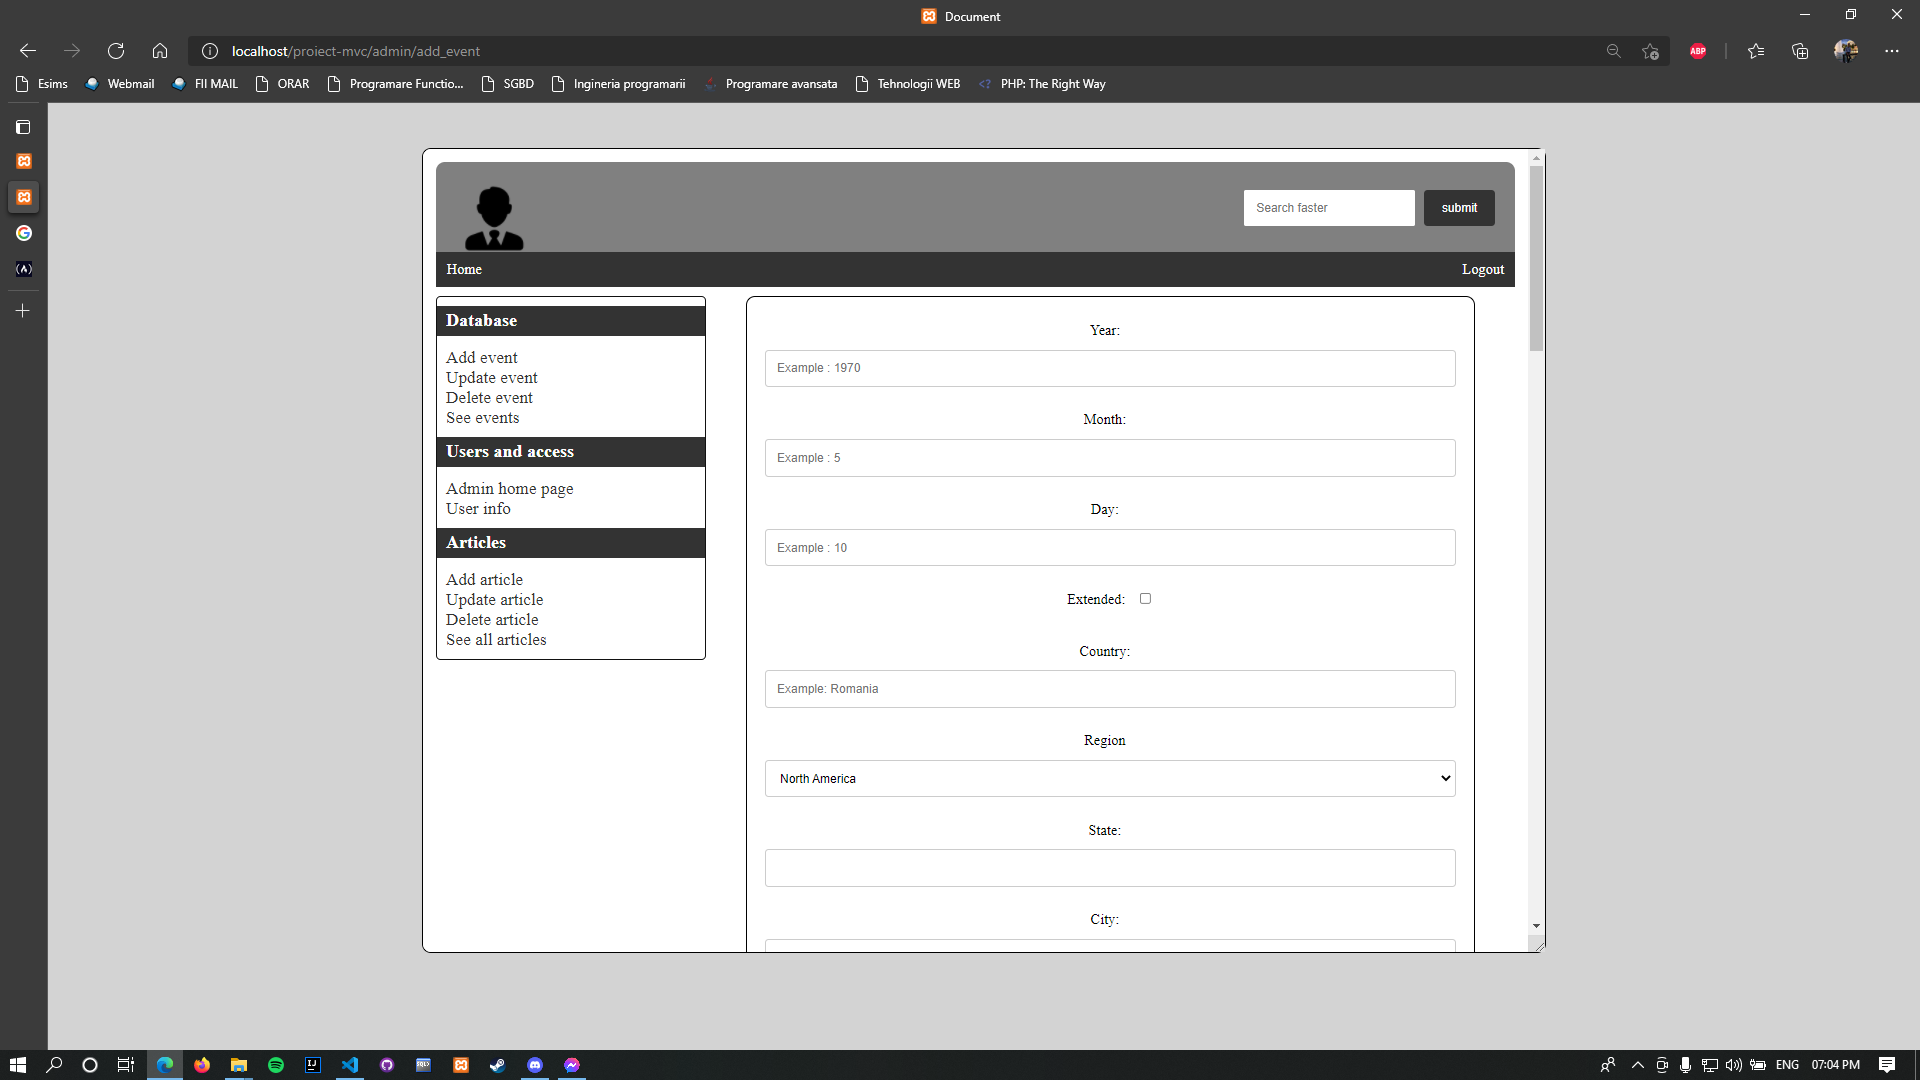 Document
localhost/proiect-mvc/admin/add_event
ABP
Esims
Webmail
FII MAIL
ORAR
Programare Functio...
SGBD
Ingineria programarii
Programare avansata
Tehnologii WEB
PHP: The Right Way
Search faster
submit
Home
Logout
Database
Add event
Update event
Delete event
See events
Users and access
Admin home page
User info
Articles
Add article
Update article
Delete article
See all articles
Year:
Example : 1970
Month:
Example : 5
Day:
Example : 10
Extended:
Country:
Example: Romania
Region
North America
State:
City:
ENG
07:04 PM